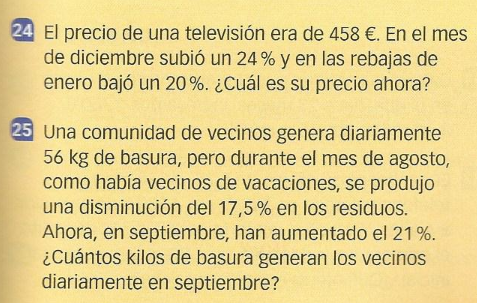 24 El precio de una televisión era de 458 €. En el mes
de diciembre subió un 24 % y en las rebajas de
enero bajó un 20 %. ¿Cuál es su precio ahora?
25 Una comunidad de vecinos genera diariamente
56 kg de basura, pero durante el mes de agosto,
como había vecinos de vacaciones, se produjo
una disminución del 17,5 % en los residuos.
Ahora, en septiembre, han aumentado el 21 %.
¿Cuántos kilos de basura generan los vecinos
diariamente en septiembre?